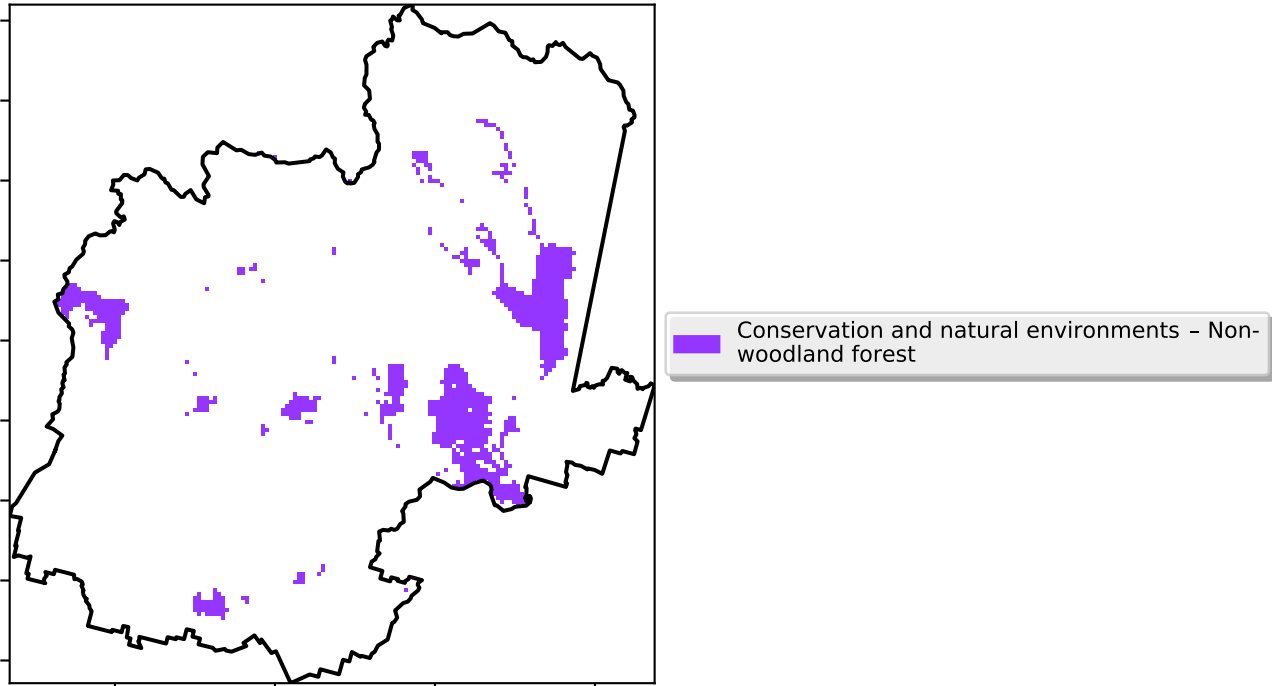 Conservation and natural environments – Non-
woodland forest